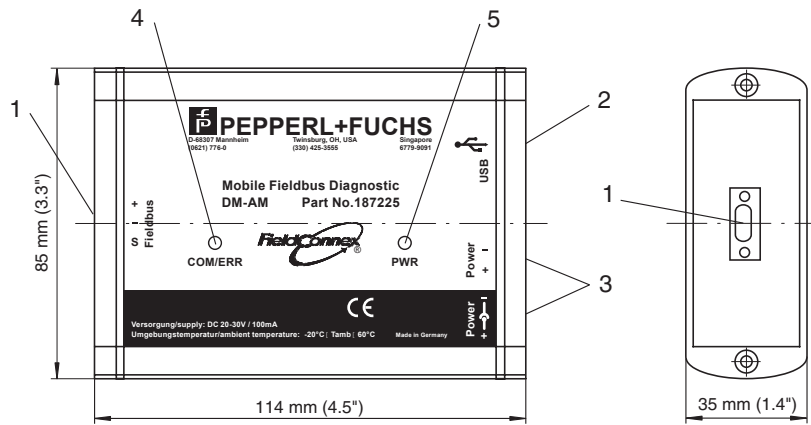 4
5
1
2
PEPPERL+FUCHS
D-68307 Mannheim Twinsburg, OH, USA Singapore
(0621) 776-0 (330) 425-3555 6779-9091
USB
Mobile Fieldbus Diagnostic
DM-AM Part No.187225
+
–
S
Fieldbus
FieldConnex®
COM/ERR
PWR
Power
– +
3
CE
Power
– +
Versorgung/supply: DC 20-30V / 100mA
Umgebungstemperatur/ambient temperature: -20°C | Tamb | 60°C Made in Germany
85 mm (3.3")
114 mm (4.5")
1
35 mm (1.4")